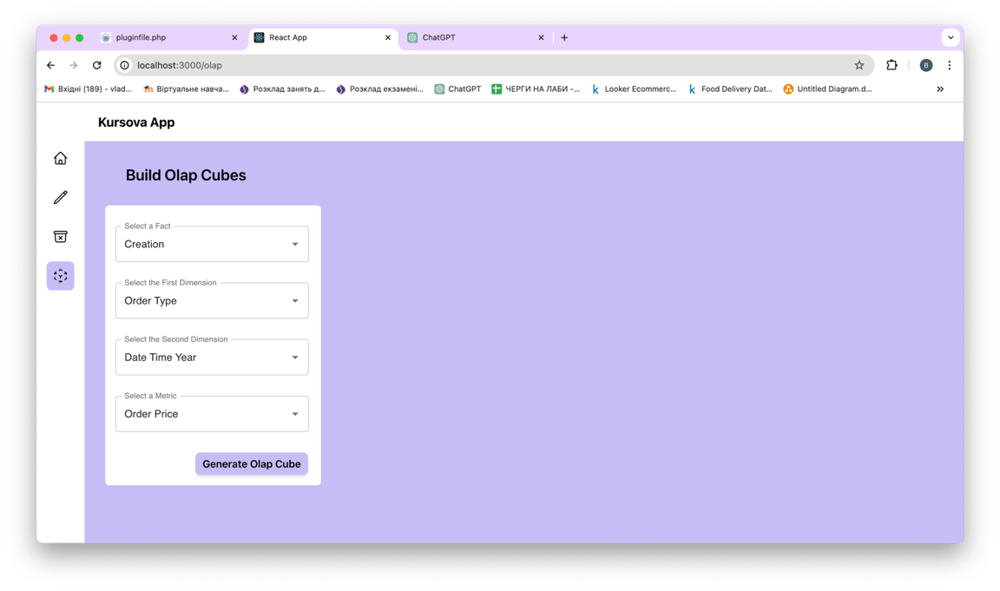 pluginfile.php
React App
ChatGPT
localhost:3000/olap
B
Вхідні (189) - vlad...
Віртуальне навча...
Розклад занять д...
Розклад екзамені...
ChatGPT
ЧЕРГИ НА ЛАБИ -...
Looker Ecommerc...
Food Delivery Dat...
Untitled Diagram.d...
Kursova App
Build Olap Cubes
Select a Fact
Creation
Select the First Dimension
Order Type
Select the Second Dimension
Date Time Year
Select a Metric
Order Price
Generate Olap Cube